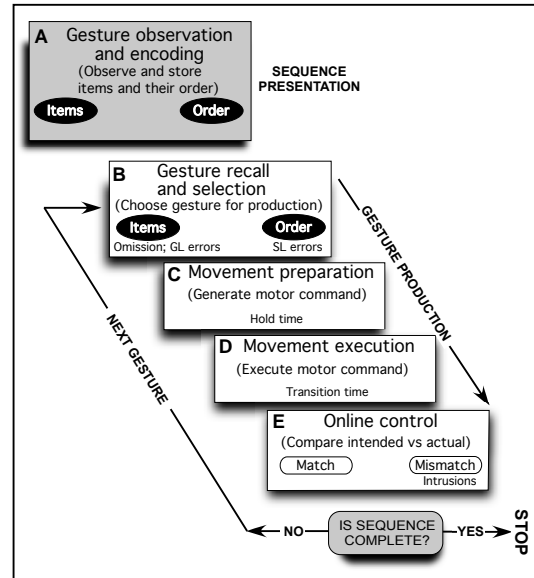 A Gesture observation
and encoding
(Observe and store
items and their order)
Items Order
SEQUENCE
PRESENTATION
B Gesture recall
and selection
(Choose gesture for production)
Items Order
Omission; GL errors SL errors
C Movement preparation
(Generate motor command)
Hold time
D Movement execution
(Execute motor command)
Transition time
E Online control
(Compare intended vs actual)
Match Mismatch
Intrusions
GESTURE PRODUCTION
NEXT GESTURE
NO IS SEQUENCE YES STOP
COMPLETE?